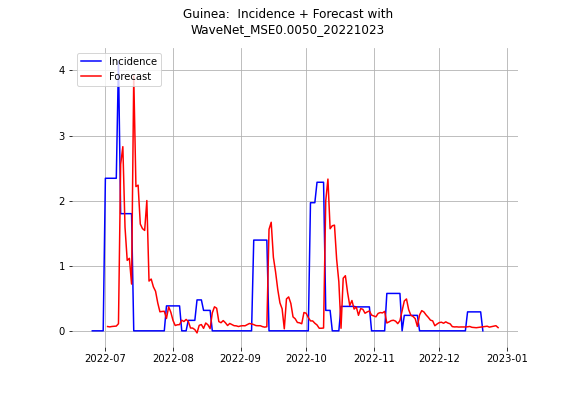 Guinea:  Incidence + Forecast with
WaveNet_MSE0.0050_20221023
Incidence
Forecast
4
3
2
1
0
2022-07 2022-08 2022-09 2022-10 2022-11 2022-12 2023-01